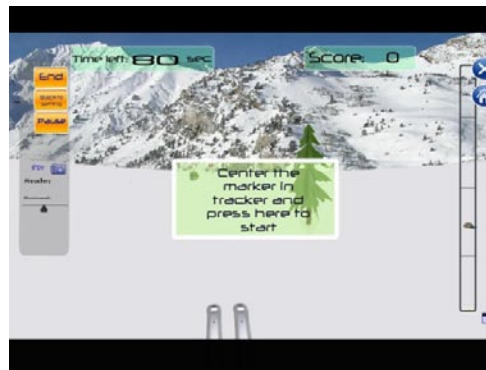 Time left: 80 sec
Score: 0
End
Pause
Center the
marker in
tracker and
press here to
start